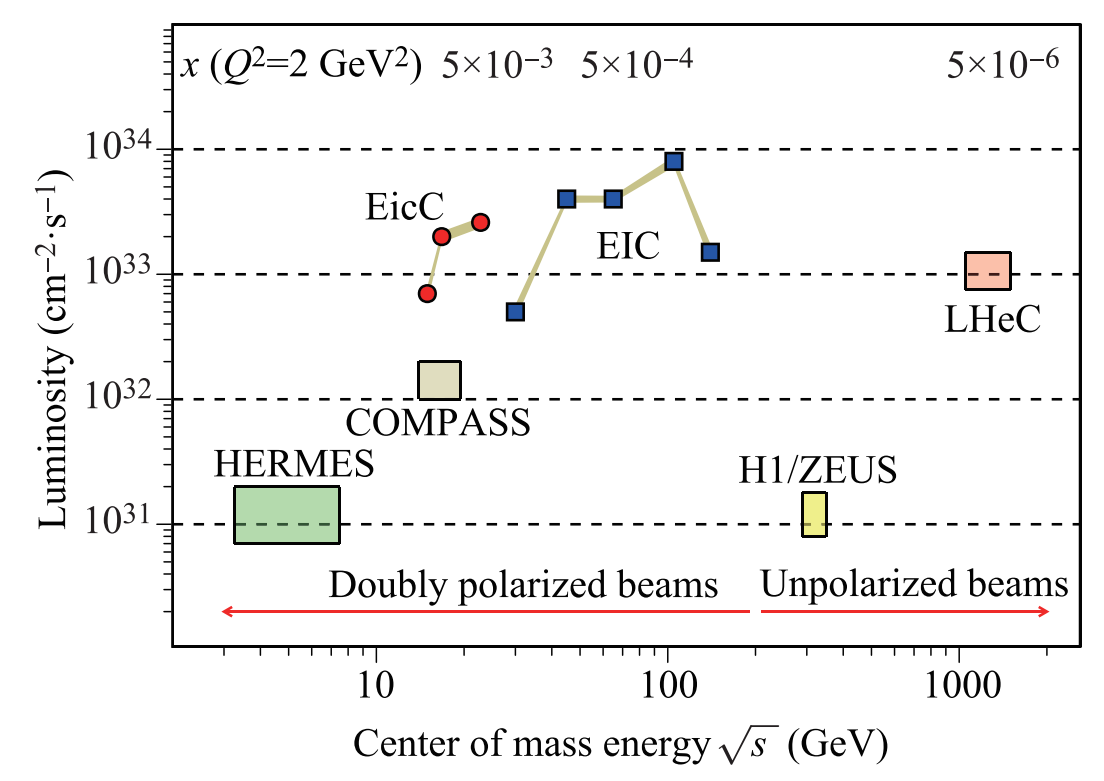 x (Q²=2 GeV²) 5×10⁻³ 5×10⁻⁴ 5×10⁻⁶
10³⁴
EicC
EIC
10³³
LHeC
10³²
COMPASS
HERMES
H1/ZEUS
10³¹
Doubly polarized beams
Unpolarized beams
10 100 1000
Center of mass energy √s (GeV)
Luminosity (cm⁻²·s⁻¹)